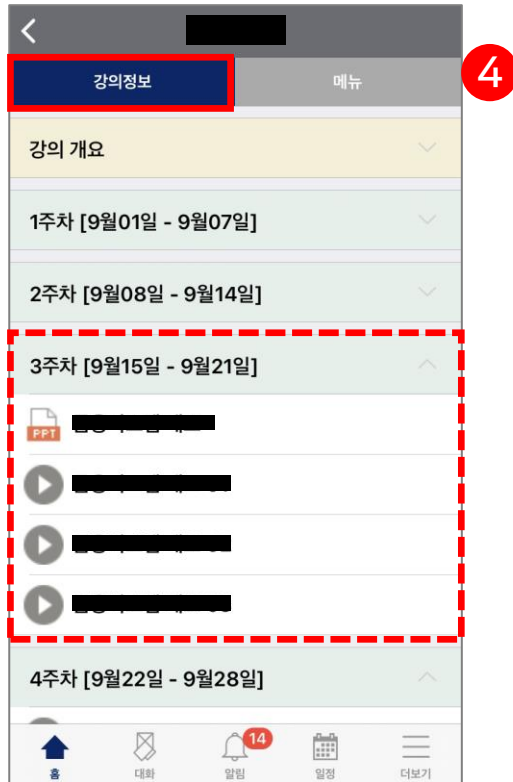 강의정보
메뉴
4
강의 개요
1주차 [9월01일 - 9월07일]
2주차 [9월08일 - 9월14일]
3주차 [9월15일 - 9월21일]
PPT
4주차 [9월22일 - 9월28일]
14
홈
대화
알림
일정
더보기